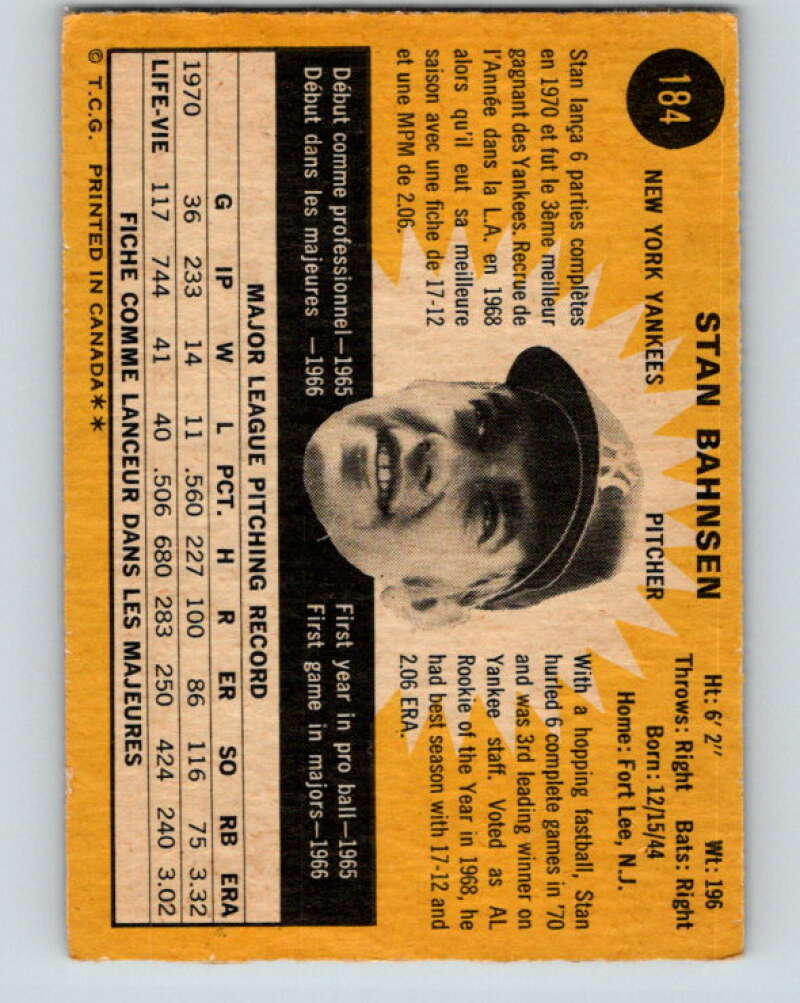 184
STAN BAHNSEN
NEW YORK YANKEES PITCHER
Ht: 6' 2" Wt: 196
Throws: Right Bats: Right
Born: 12/15/44
Home: Fort Lee, N.J.
Stan lança 6 parties complètes
en 1970 et fut le 3ème meilleur
gagnant des Yankees. Recrue de
l'Année dans la L.A. en 1968
alors qu'il eut sa meilleure
saison avec une fiche de 17-12
et une MPM de 2.06.
With a hopping fastball, Stan
hurled 6 complete games in '70
and was 3rd leading winner on
Yankee staff. Voted as AL
Rookie of the Year in 1968, he
had best season with 17-12 and
2.06 ERA.
Début comme professionnel—1965
Début dans les majeures —1966
First year in pro ball—1965
First game in majors—1966
MAJOR LEAGUE PITCHING RECORD
G IP W L PCT. H R ER SO RB ERA
1970 36 233 14 11 .560 227 100 86 116 75 3.32
LIFE-VIE 117 744 41 40 .506 680 283 250 424 240 3.02
FICHE COMME LANCEUR DANS LES MAJEURES
© T.C.G. PRINTED IN CANADA**